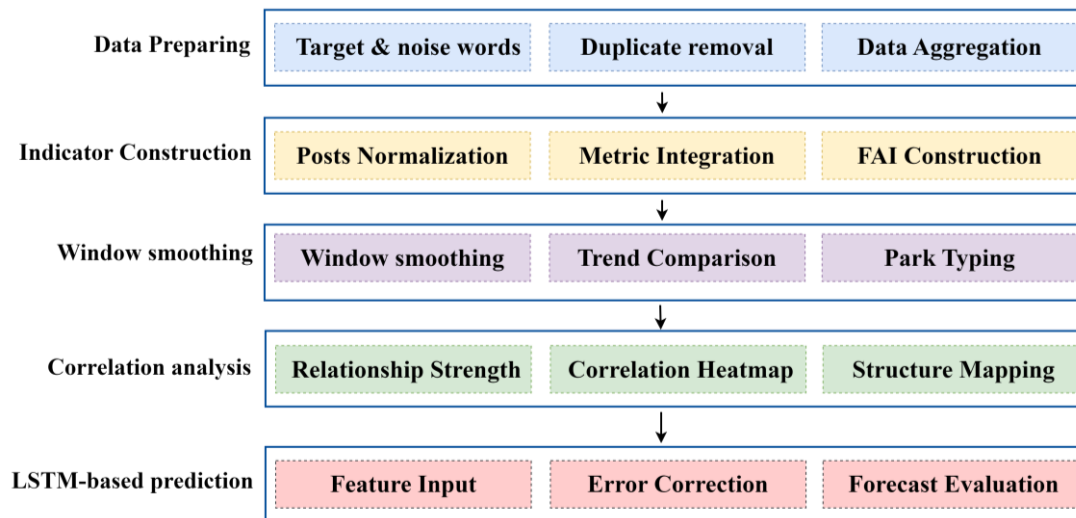 Data Preparing
Target & noise words
Duplicate removal
Data Aggregation
Indicator Construction
Posts Normalization
Metric Integration
FAI Construction
Window smoothing
Window smoothing
Trend Comparison
Park Typing
Correlation analysis
Relationship Strength
Correlation Heatmap
Structure Mapping
LSTM-based prediction
Feature Input
Error Correction
Forecast Evaluation